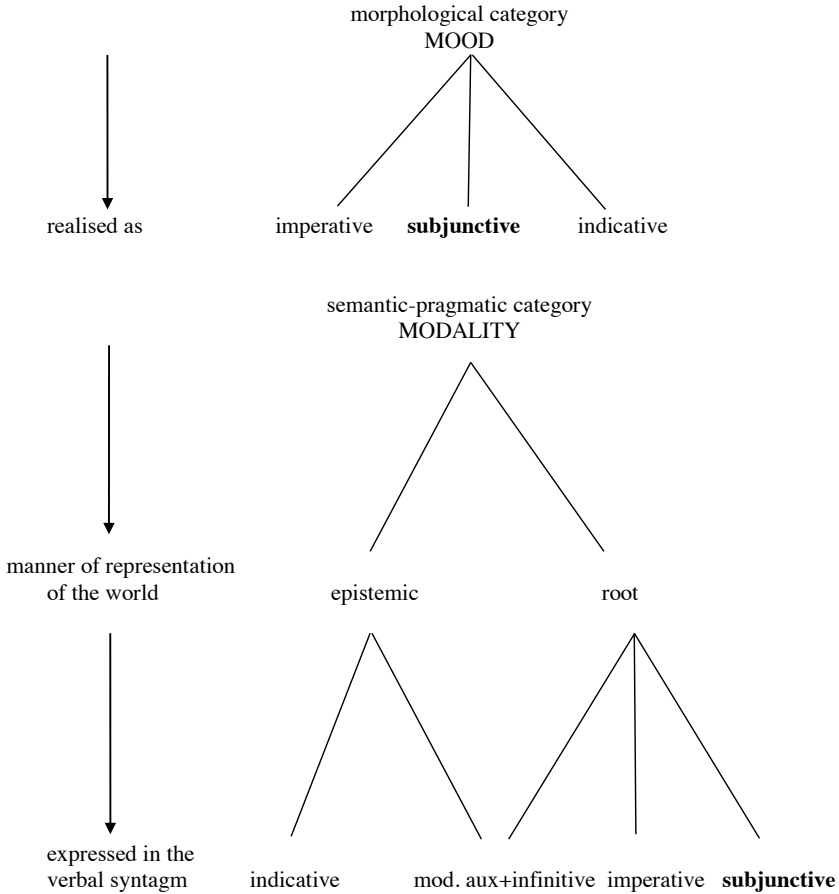 morphological category
MOOD
realised as
imperative
subjunctive
indicative
semantic-pragmatic category
MODALITY
manner of representation
of the world
epistemic
root
expressed in the
verbal syntagm
indicative
mod. aux+infinitive
imperative
subjunctive